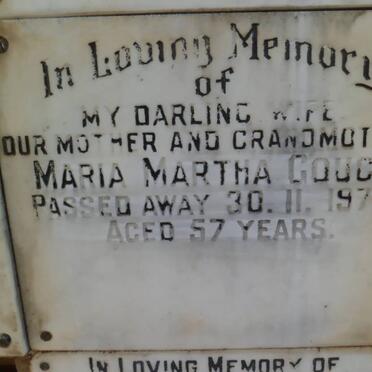 In Loving Memory
of
MY DARLING WIFE
OUR MOTHER AND GRANDMOT
MARIA MARTHA GOUC
PASSED AWAY 30.11.197
AGED 57 YEARS.
IN LOVING MEMORY OF